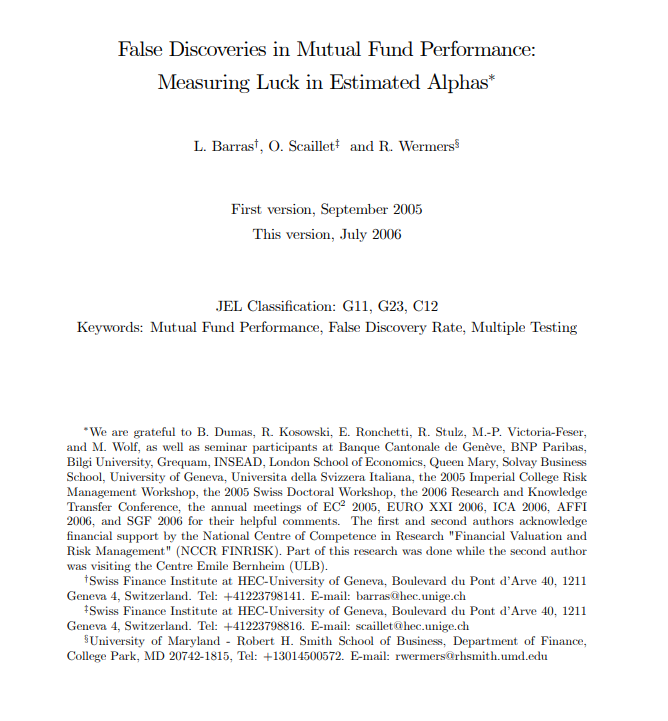 False Discoveries in Mutual Fund Performance:
Measuring Luck in Estimated Alphas*
L. Barras†, O. Scaillet‡ and R. Wermers§
First version, September 2005
This version, July 2006
JEL Classification: G11, G23, C12
Keywords: Mutual Fund Performance, False Discovery Rate, Multiple Testing
*We are grateful to B. Dumas, R. Kosowski, E. Ronchetti, R. Stulz, M.-P. Victoria-Feser,
and M. Wolf, as well as seminar participants at Banque Cantonale de Genève, BNP Paribas,
Bilgi University, Grequam, INSEAD, London School of Economics, Queen Mary, Solvay Business
School, University of Geneva, Universita della Svizzera Italiana, the 2005 Imperial College Risk
Management Workshop, the 2005 Swiss Doctoral Workshop, the 2006 Research and Knowledge
Transfer Conference, the annual meetings of EC² 2005, EURO XXI 2006, ICA 2006, AFFI
2006, and SGF 2006 for their helpful comments. The first and second authors acknowledge
financial support by the National Centre of Competence in Research "Financial Valuation and
Risk Management" (NCCR FINRISK). Part of this research was done while the second author
was visiting the Centre Emile Bernheim (ULB).
†Swiss Finance Institute at HEC-University of Geneva, Boulevard du Pont d'Arve 40, 1211
Geneva 4, Switzerland. Tel: +41223798141. E-mail: barras@hec.unige.ch
‡Swiss Finance Institute at HEC-University of Geneva, Boulevard du Pont d'Arve 40, 1211
Geneva 4, Switzerland. Tel: +41223798816. E-mail: scaillet@hec.unige.ch
§University of Maryland - Robert H. Smith School of Business, Department of Finance,
College Park, MD 20742-1815, Tel: +13014500572. E-mail: rwermers@rhsmith.umd.edu